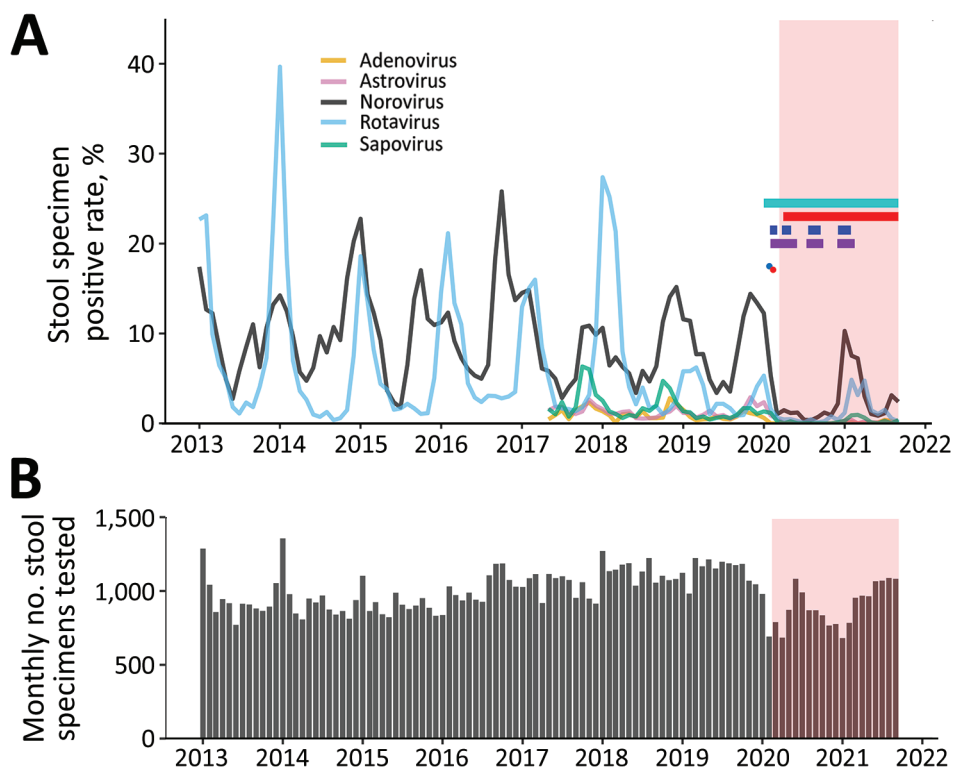 A
Stool specimen
positive rate, %
40
30
20
10
0
Adenovirus
Astrovirus
Norovirus
Rotavirus
Sapovirus
2013 2014 2015 2016 2017 2018 2019 2020 2021 2022
B
Monthly no. stool
specimens tested
1,500
1,000
500
0
2013 2014 2015 2016 2017 2018 2019 2020 2021 2022